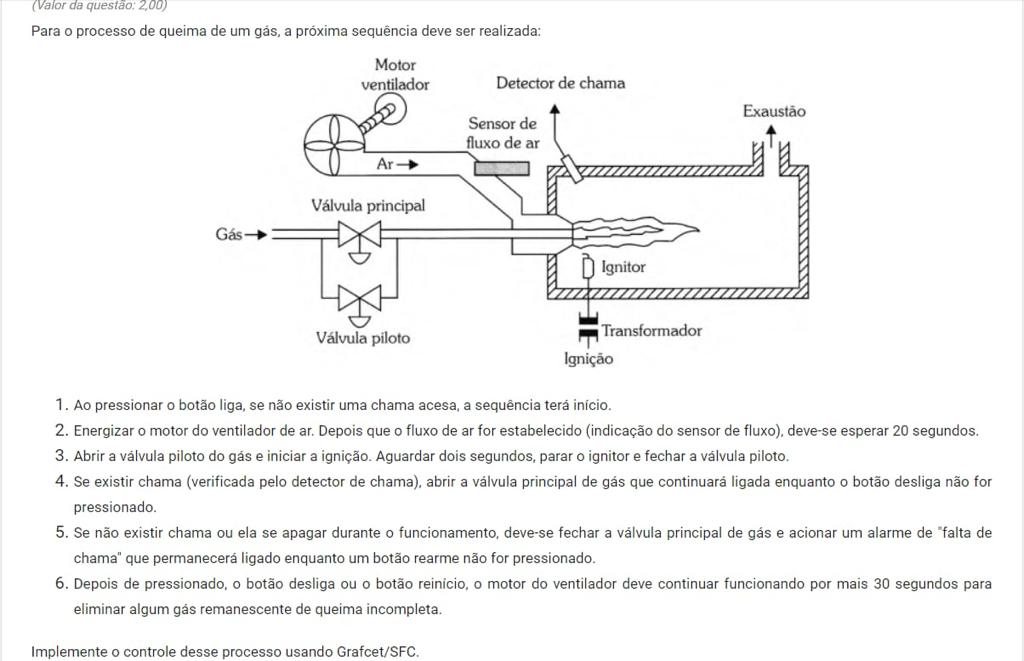 (Valor da questão: 2,00)
Para o processo de queima de um gás, a próxima sequência deve ser realizada:
Motor
ventilador
Detector de chama
Exaustão
Sensor de
fluxo de ar
Ar
Válvula principal
Gás
Ignitor
Válvula piloto
Transformador
Ignição
1. Ao pressionar o botão liga, se não existir uma chama acesa, a sequência terá início.
2. Energizar o motor do ventilador de ar. Depois que o fluxo de ar for estabelecido (indicação do sensor de fluxo), deve-se esperar 20 segundos.
3. Abrir a válvula piloto do gás e iniciar a ignição. Aguardar dois segundos, parar o ignitor e fechar a válvula piloto.
4. Se existir chama (verificada pelo detector de chama), abrir a válvula principal de gás que continuará ligada enquanto o botão desliga não for
pressionado.
5. Se não existir chama ou ela se apagar durante o funcionamento, deve-se fechar a válvula principal de gás e acionar um alarme de "falta de
chama" que permanecerá ligado enquanto um botão rearme não for pressionado.
6. Depois de pressionado, o botão desliga ou o botão reinício, o motor do ventilador deve continuar funcionando por mais 30 segundos para
eliminar algum gás remanescente de queima incompleta.
Implemente o controle desse processo usando Grafcet/SFC.